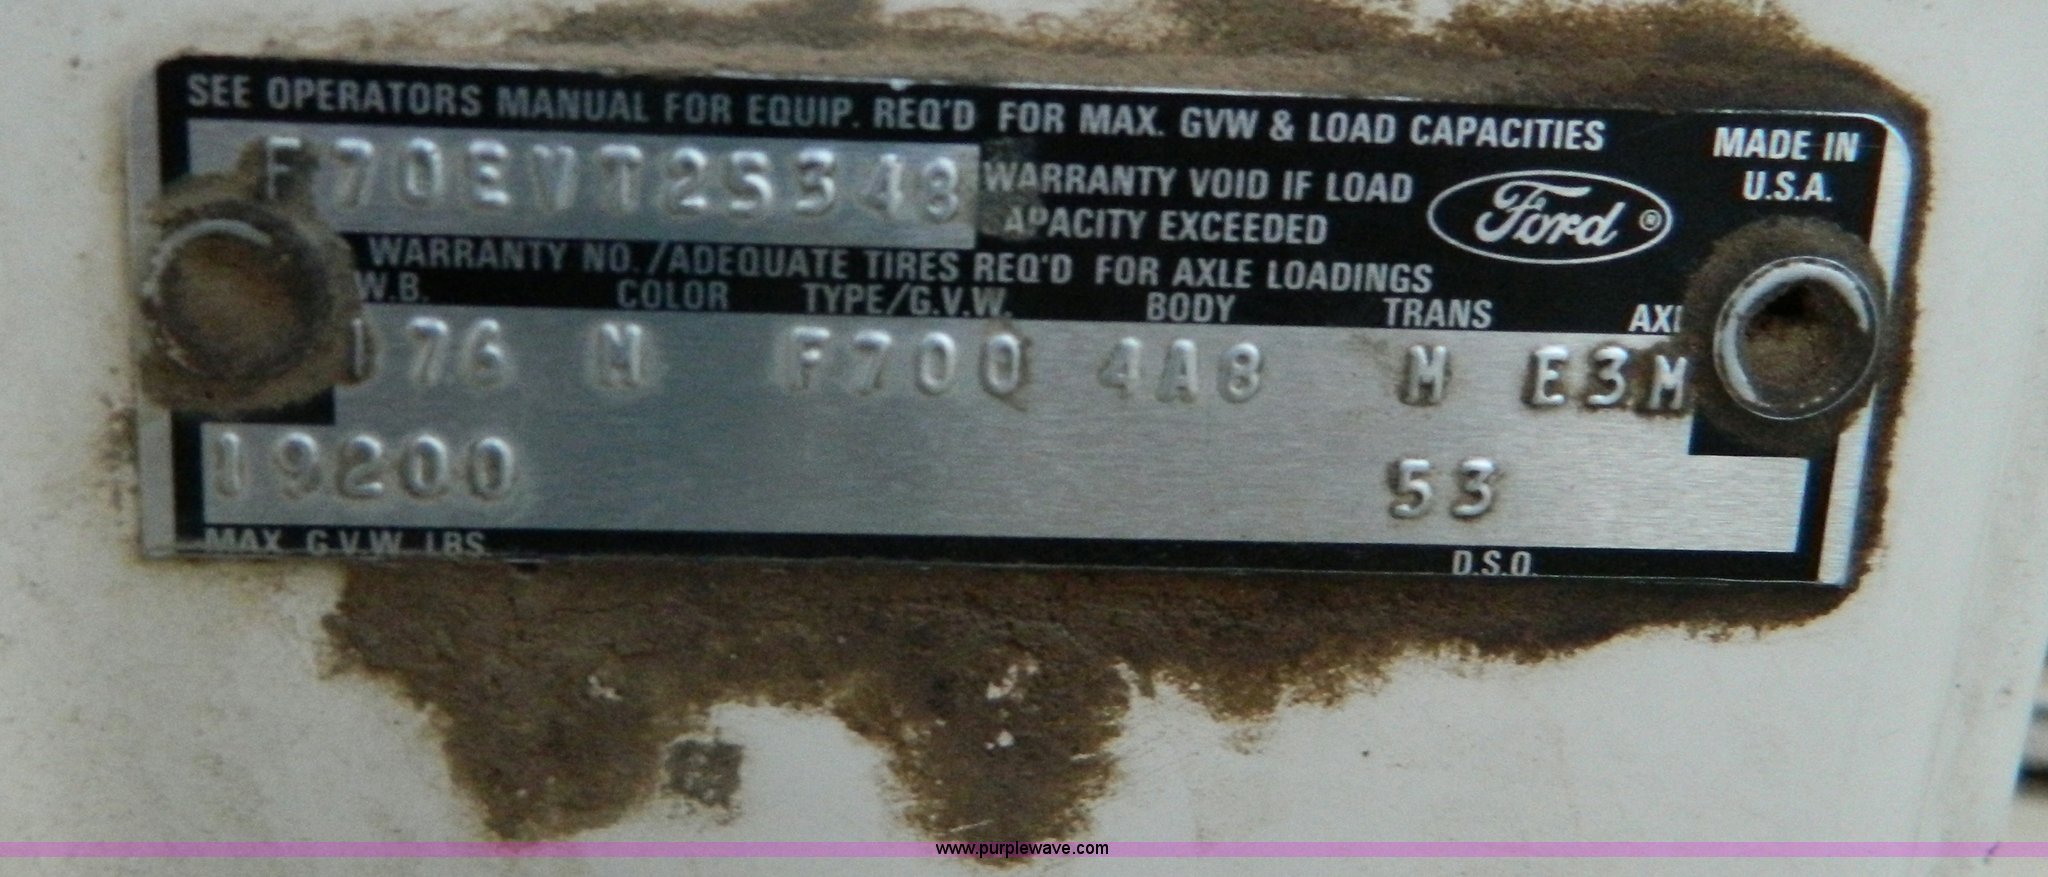 SEE OPERATORS MANUAL FOR EQUIP. REQ'D FOR MAX. GVW & LOAD CAPACITIES
MADE IN
U.S.A.
F70EVT2S348
WARRANTY VOID IF LOAD
APACITY EXCEEDED
Ford ®
WARRANTY NO./ADEQUATE TIRES REQ'D FOR AXLE LOADINGS
W.B. COLOR TYPE/G.V.W. BODY TRANS AXL
176 M F70Q 4A8 M E3M
19200 53
MAX. G.V.W. LBS. D.S.O.
www.purplewave.com